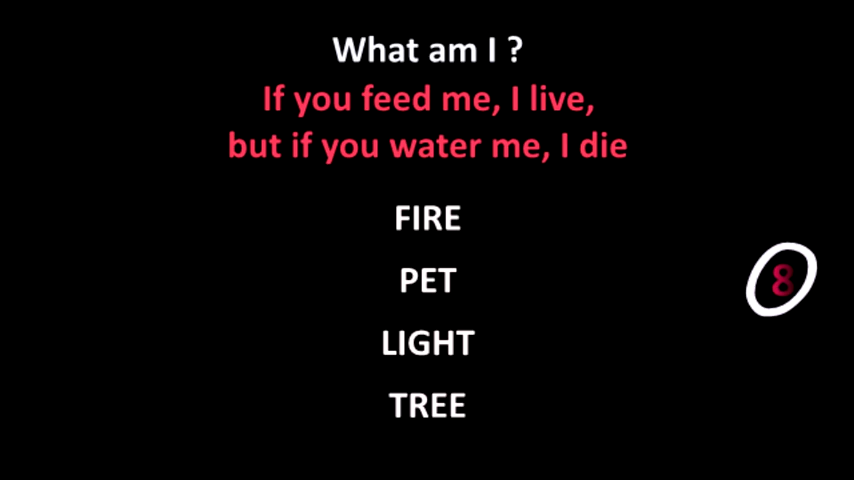 What am I ?
If you feed me, I live,
but if you water me, I die
FIRE
PET
8
LIGHT
TREE